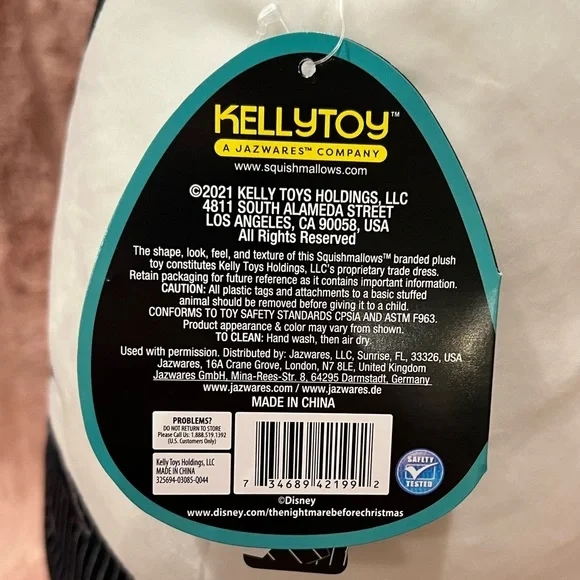 KELLYTOY™
A JAZWARES™ COMPANY
www.squishmallows.com
©2021 KELLY TOYS HOLDINGS, LLC
4811 SOUTH ALAMEDA STREET
LOS ANGELES, CA 90058, USA
All Rights Reserved
The shape, look, feel, and texture of this Squishmallows™ branded plush
toy constitutes Kelly Toys Holdings, LLC's proprietary trade dress.
Retain packaging for future reference as it contains important information.
CAUTION: All plastic tags and attachments to a basic stuffed
animal should be removed before giving it to a child.
CONFORMS TO TOY SAFETY STANDARDS CPSIA AND ASTM F963.
Product appearance & color may vary from shown.
TO CLEAN: Hand wash, then air dry.
Used with permission. Distributed by: Jazwares, LLC, Sunrise, FL, 33326, USA
Jazwares, 16A Crane Grove, London, N7 8LE, United Kingdom
Jazwares GmbH, Mina-Rees-Str. 8, 64295 Darmstadt, Germany
www.jazwares.com / www.jazwares.de
MADE IN CHINA
PROBLEMS?
DO NOT RETURN TO STORE
Please Call Us: 1.888.519.1392
(U.S. Customers Only)
Kelly Toys Holdings, LLC
MADE IN CHINA
325694-03085-Q044
7 34689 42199 2
SAFETY
TESTED
©Disney
www.disney.com/thenightmarebeforechristmas